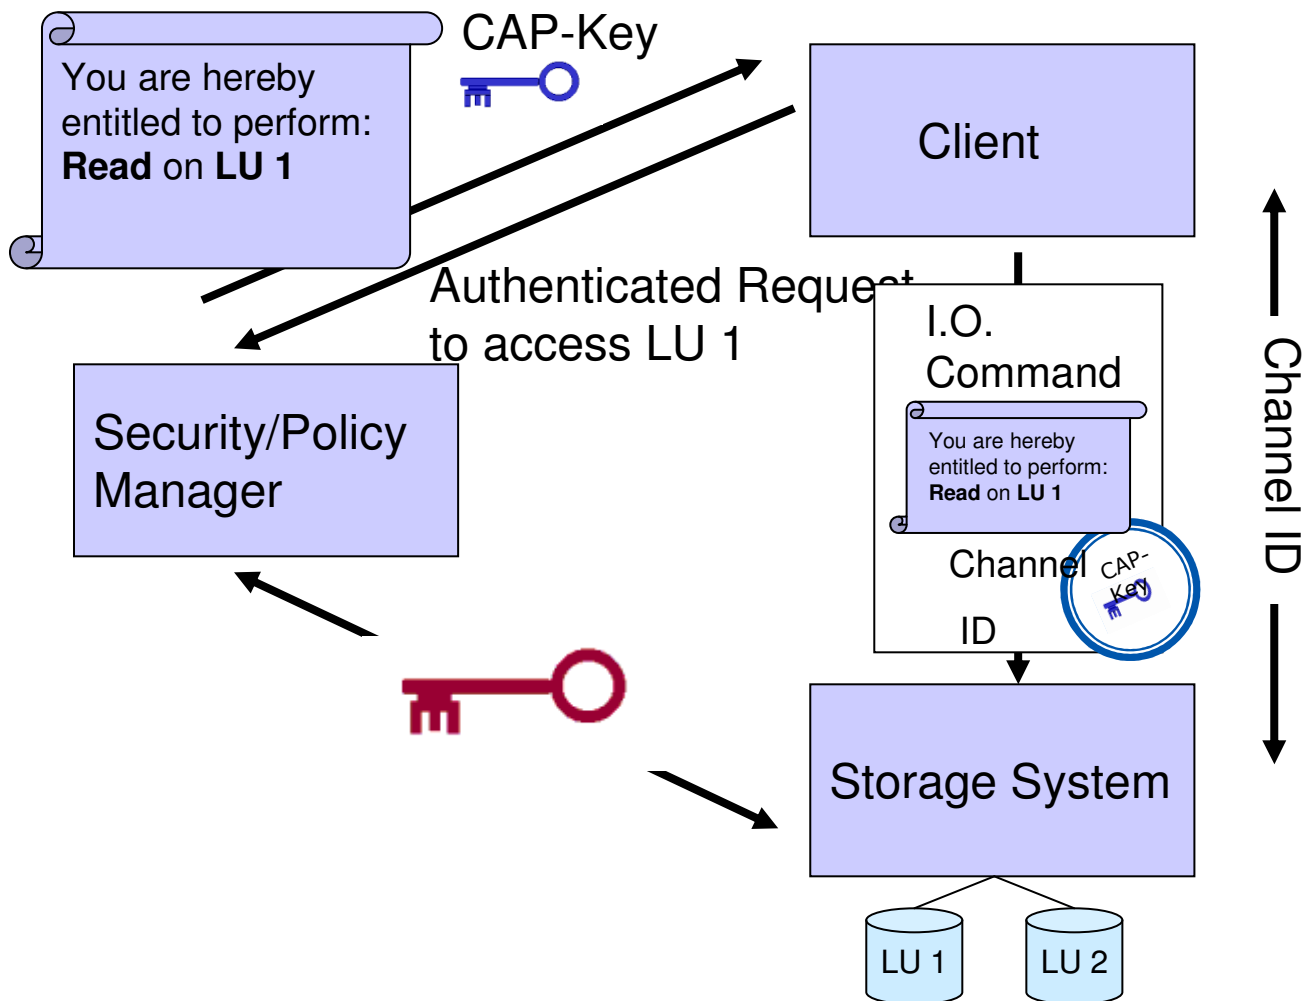 CAP-Key
You are hereby
entitled to perform:
Read on LU 1
Client
Authenticated Request
to access LU 1
I.O.
Command
You are hereby
entitled to perform:
Read on LU 1
Channel
ID
CAP-
Key
Channel ID
Security/Policy
Manager
Storage System
LU 1
LU 2